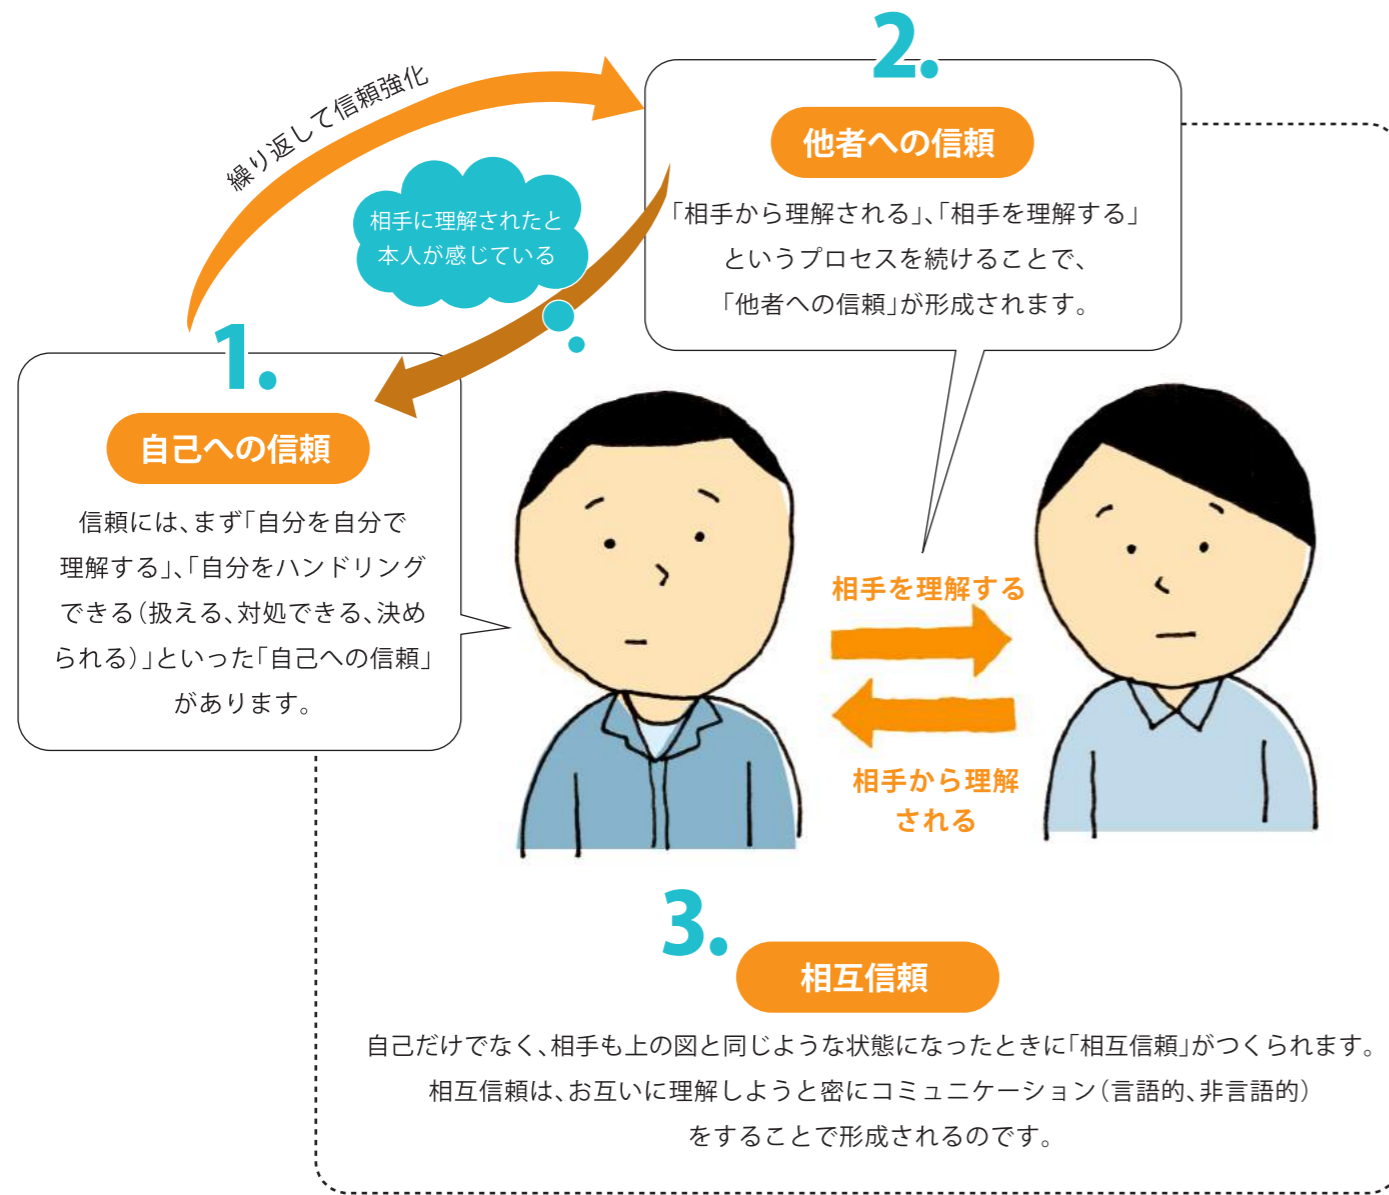 繰り返して信頼強化
相手に理解されたと
本人が感じている
1.
自己への信頼
信頼には、まず「自分を自分で
理解する」、「自分をハンドリング
できる（扱える、対処できる、決め
られる）」といった「自己への信頼」
があります。
2.
他者への信頼
「相手から理解される」、「相手を理解する」
というプロセスを続けることで、
「他者への信頼」が形成されます。
相手を理解する
相手から理解
される
3.
相互信頼
自己だけでなく、相手も上の図と同じような状態になったときに「相互信頼」がつくられます。
相互信頼は、お互いに理解しようと密にコミュニケーション（言語的、非言語的）
をすることで形成されるのです。